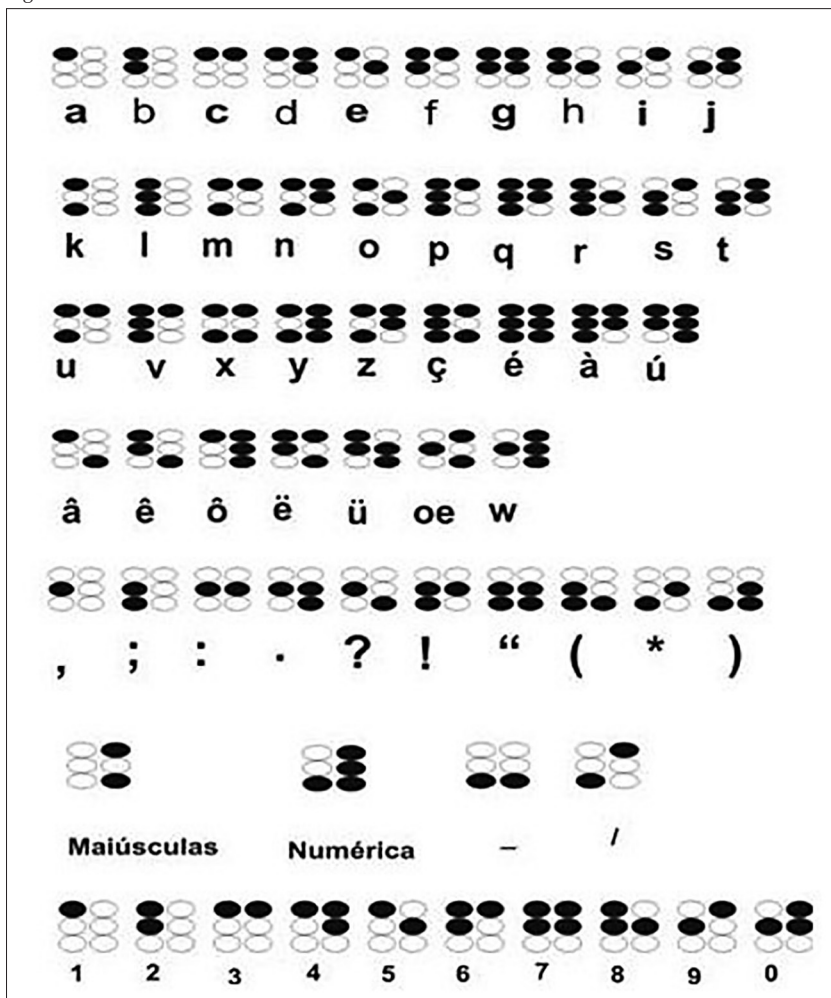 a b c d e f g h i j
k l m n o p q r s t
u v x y z ç é à ú
â ê ô ë ü oe w
, ; : . ? ! “ ( * )
Maiúsculas Numérica _ /
1 2 3 4 5 6 7 8 9 0